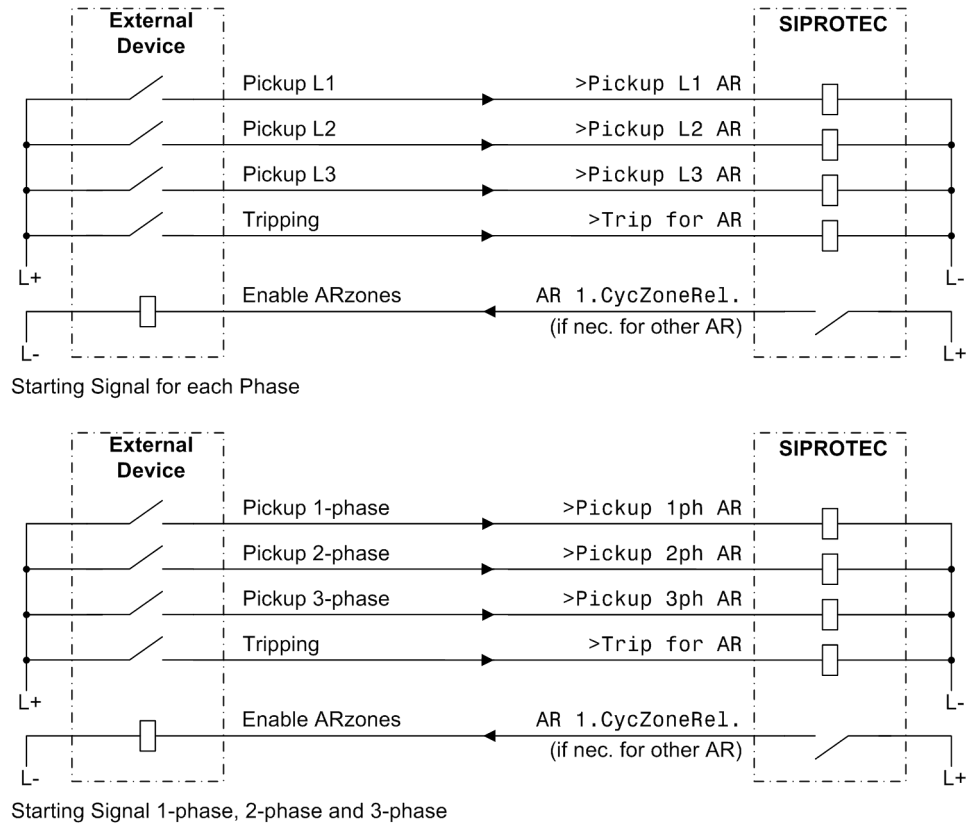 External
Device
SIPROTEC
Pickup L1 >Pickup L1 AR
Pickup L2 >Pickup L2 AR
Pickup L3 >Pickup L3 AR
Tripping >Trip for AR
L+ L-
Enable ARzones AR 1.CycZoneRel.
(if nec. for other AR)
L- L+
Starting Signal for each Phase
External
Device
SIPROTEC
Pickup 1-phase >Pickup 1ph AR
Pickup 2-phase >Pickup 2ph AR
Pickup 3-phase >Pickup 3ph AR
Tripping >Trip for AR
L+ L-
Enable ARzones AR 1.CycZoneRel.
(if nec. for other AR)
L- L+
Starting Signal 1-phase, 2-phase and 3-phase